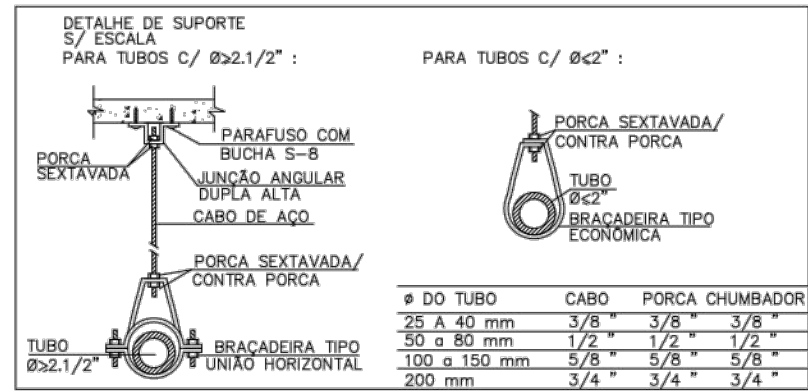 DETALHE DE SUPORTE
S/ ESCALA
PARA TUBOS C/ Ø>2.1/2" :
PARAFUSO COM
BUCHA S-8
PORCA
SEXTAVADA
JUNÇÃO ANGULAR
DUPLA ALTA
CABO DE AÇO
PORCA SEXTAVADA/
CONTRA PORCA
TUBO
Ø≥2.1/2"
BRAÇADEIRA TIPO
UNIÃO HORIZONTAL
PARA TUBOS C/ Ø≤2" :
PORCA SEXTAVADA/
CONTRA PORCA
TUBO
Ø≤2"
BRAÇADEIRA TIPO
ECONÔMICA
ø DO TUBO CABO PORCA CHUMBADOR
25 A 40 mm 3/8 " 3/8 " 3/8 "
50 a 80 mm 1/2 " 1/2 " 1/2 "
100 a 150 mm 5/8 " 5/8 " 5/8 "
200 mm 3/4 " 3/4 " 3/4 "